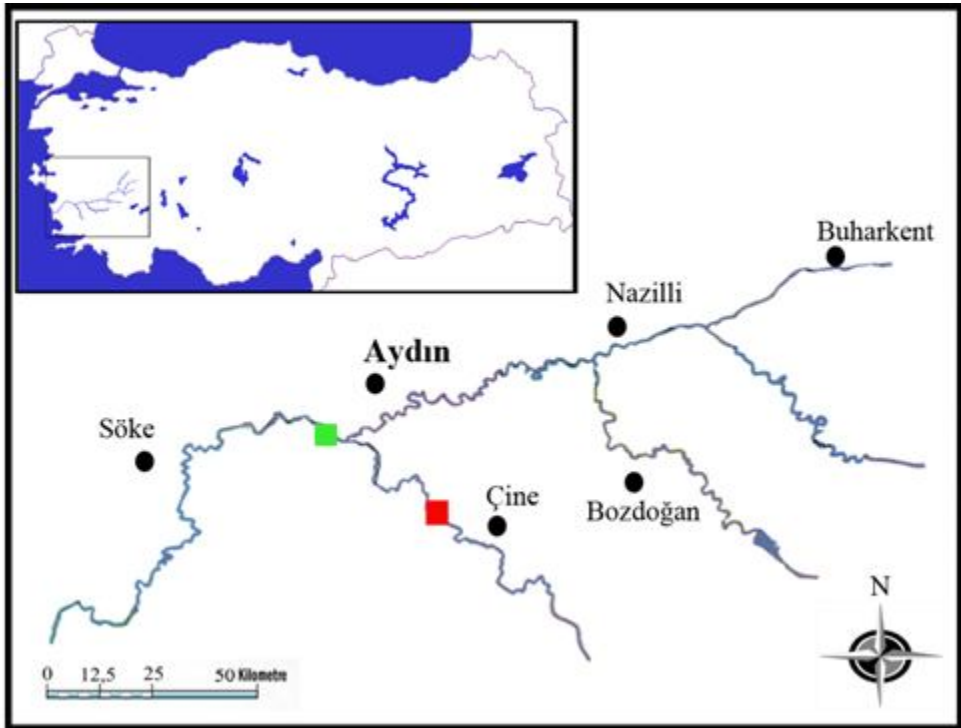 Buharkent
Nazilli
Aydın
Söke
Çine
Bozdoğan
N
0 12,5 25 50 Kilometre